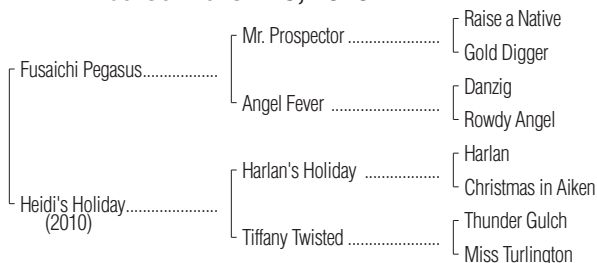 Raise a Native
Mr. Prospector ......................
Gold Digger
Fusaichi Pegasus..................
Danzig
Angel Fever ..........................
Rowdy Angel
Harlan
Harlan's Holiday ..................
Christmas in Aiken
Heidi's Holiday......................
(2010)
Thunder Gulch
Tiffany Twisted ......................
Miss Turlington